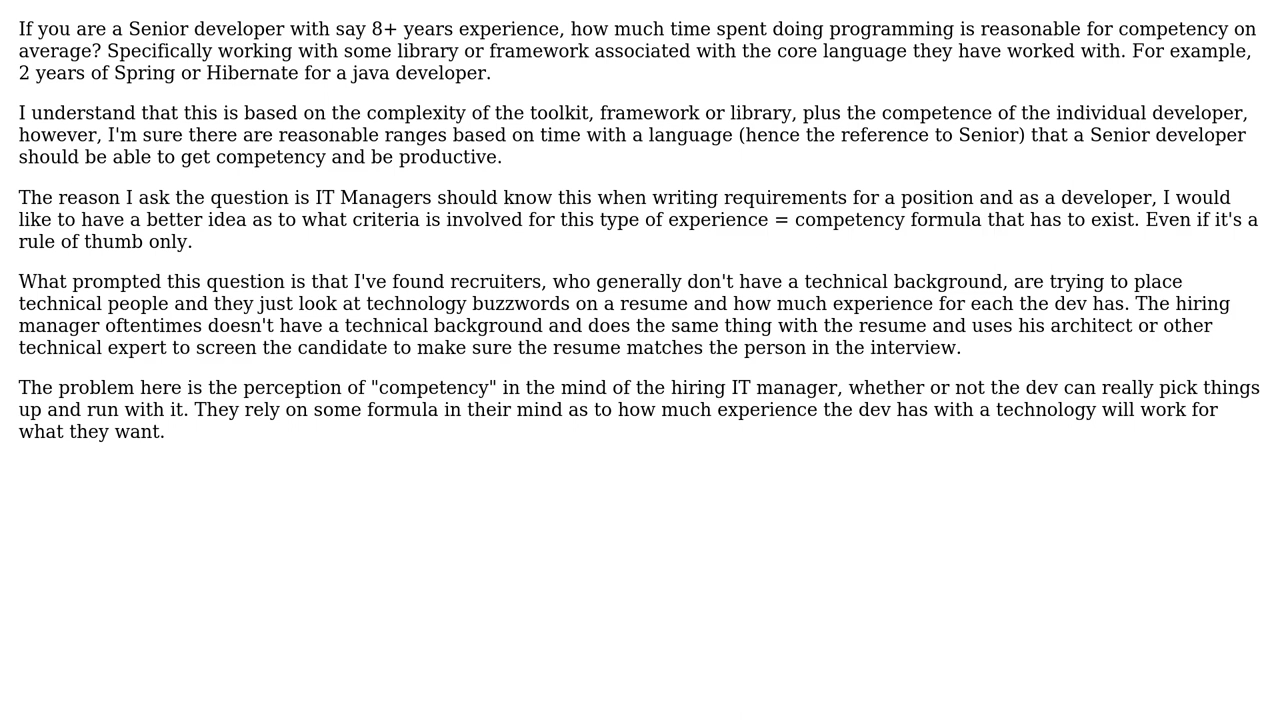 If you are a Senior developer with say 8+ years experience, how much time spent doing programming is reasonable for competency on
average? Specifically working with some library or framework associated with the core language they have worked with. For example,
2 years of Spring or Hibernate for a java developer.
I understand that this is based on the complexity of the toolkit, framework or library, plus the competence of the individual developer,
however, I'm sure there are reasonable ranges based on time with a language (hence the reference to Senior) that a Senior developer
should be able to get competency and be productive.
The reason I ask the question is IT Managers should know this when writing requirements for a position and as a developer, I would
like to have a better idea as to what criteria is involved for this type of experience = competency formula that has to exist. Even if it's a
rule of thumb only.
What prompted this question is that I've found recruiters, who generally don't have a technical background, are trying to place
technical people and they just look at technology buzzwords on a resume and how much experience for each the dev has. The hiring
manager oftentimes doesn't have a technical background and does the same thing with the resume and uses his architect or other
technical expert to screen the candidate to make sure the resume matches the person in the interview.
The problem here is the perception of "competency" in the mind of the hiring IT manager, whether or not the dev can really pick things
up and run with it. They rely on some formula in their mind as to how much experience the dev has with a technology will work for
what they want.